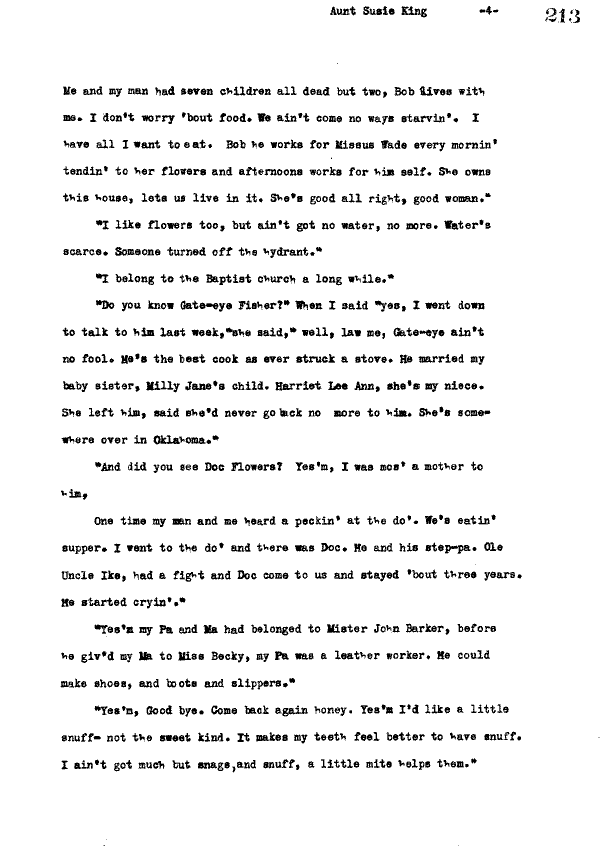 Aunt Susie King -4- 213
Me and my man had seven children all dead but two, Bob lives with
me. I don't worry 'bout food. We ain't come no ways starvin'. I
have all I want to eat. Bob he works for Missus Wade every mornin'
tendin' to her flowers and afternoons works for him self. She owns
this house, lets us live in it. She's good all right, good woman."
"I like flowers too, but ain't got no water, no more. Water's
scarce. Someone turned off the hydrant."
"I belong to the Baptist church a long while."
"Do you know Gate-eye Fisher?" When I said "yes, I went down
to talk to him last week,"she said," well, law me, Gate-eye ain't
no fool. He's the best cook as ever struck a stove. He married my
baby sister, Milly Jane's child. Harriet Lee Ann, she's my niece.
She left him, said she'd never go back no more to him. She's some-
where over in Oklahoma."
"And did you see Doc Flowers? Yes'm, I was mos' a mother to
him,
One time my man and me heard a peckin' at the do'. We's eatin'
supper. I went to the do' and there was Doc. He and his step-pa. Ole
Uncle Ike, had a fight and Doc come to us and stayed 'bout three years.
He started cryin'."
"Yes'm my Pa and Ma had belonged to Mister John Barker, before
he giv'd my Ma to Miss Becky, my Pa was a leather worker. He could
make shoes, and boots and slippers."
"Yes'm, Good bye. Come back again honey. Yes'm I'd like a little
snuff- not the sweet kind. It makes my teeth feel better to have snuff.
I ain't got much but snags,and snuff, a little mite helps them."